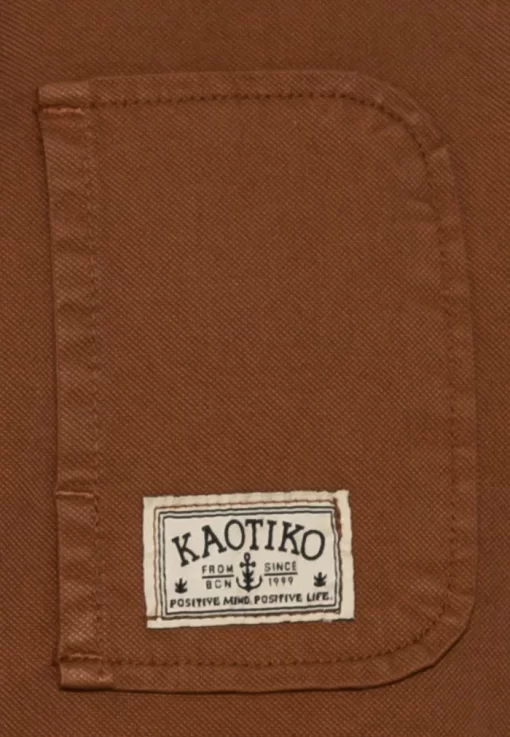 KAOTIKO
FROM SINCE
BCN 1999
POSITIVE MIND. POSITIVE LIFE.